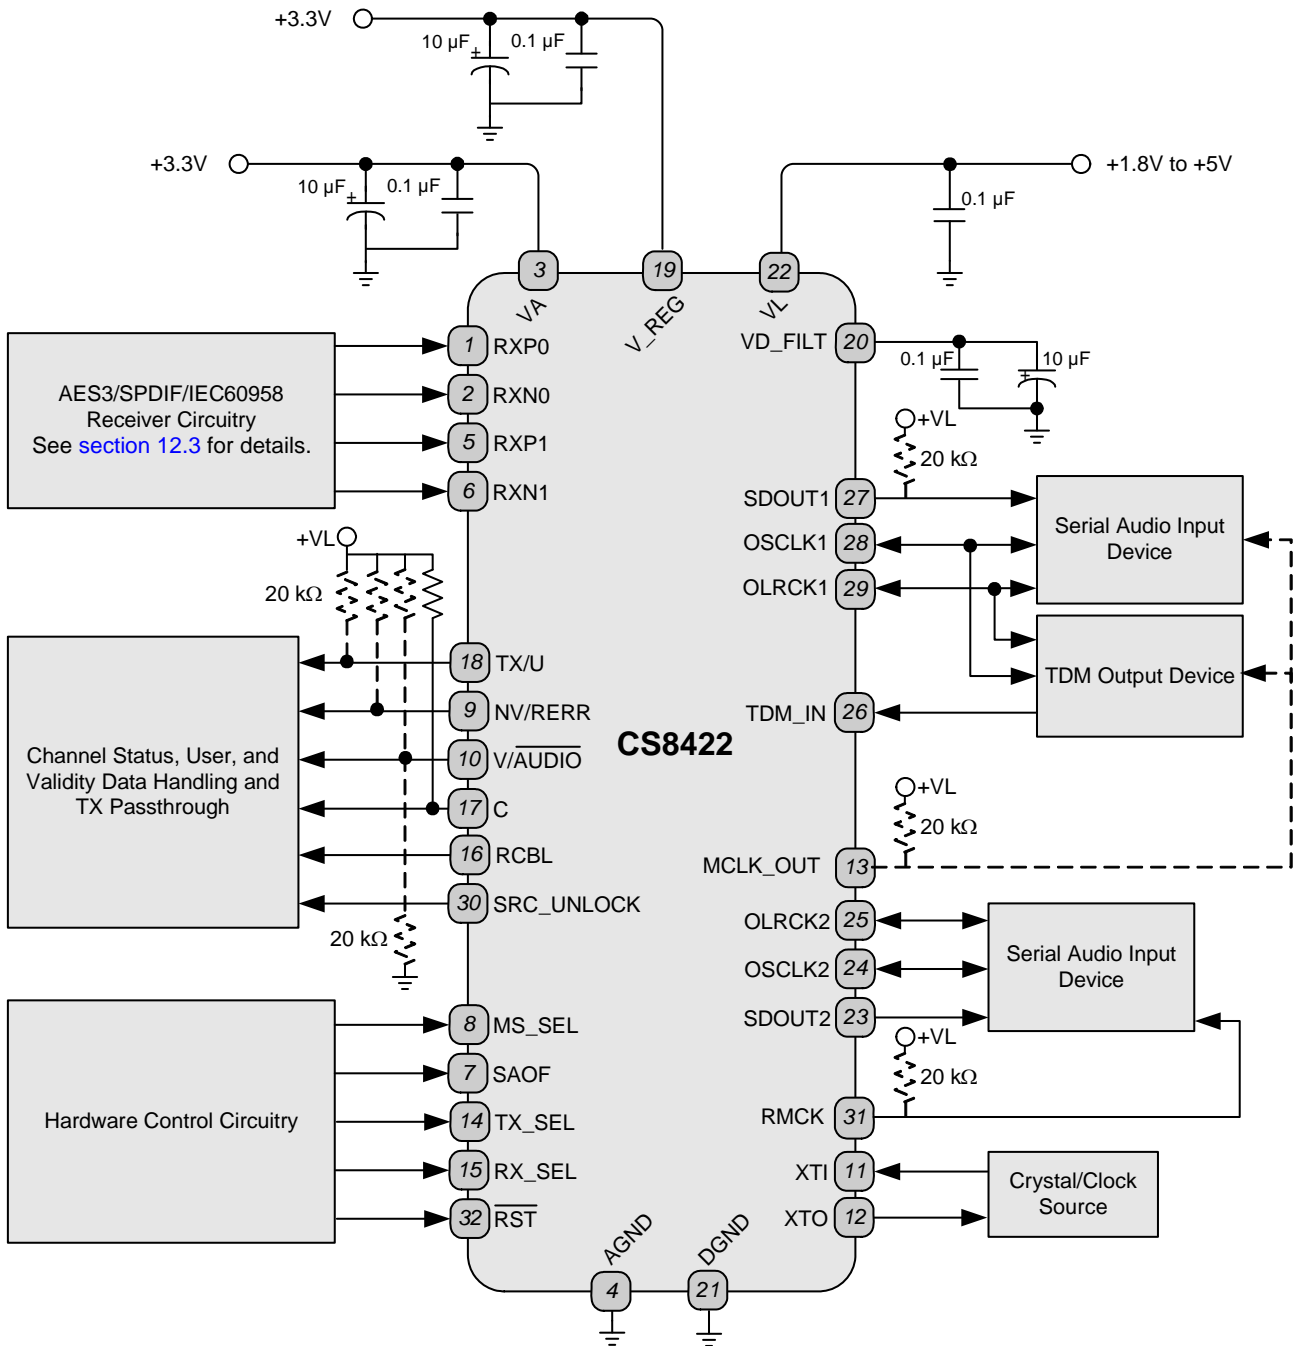 +3.3V
10 µF
+
0.1 µF
+3.3V
10 µF
+
0.1 µF
+1.8V to +5V
0.1 µF
3
19
22
VA
V_REG
VL
AES3/SPDIF/IEC60958
Receiver Circuitry
See section 12.3 for details.
1 RXP0
2 RXN0
5 RXP1
6 RXN1
VD_FILT 20
0.1 µF
10 µF
+
+VL
20 kΩ
SDOUT1 27
OSCLK1 28
OLRCK1 29
Serial Audio Input
Device
TDM Output Device
TDM_IN 26
+VL
20 kΩ
Channel Status, User, and
Validity Data Handling and
TX Passthrough
18 TX/U
9 NV/RERR
10 V/AUDIO
17 C
16 RCBL
30 SRC_UNLOCK
20 kΩ
CS8422
+VL
20 kΩ
MCLK_OUT 13
OLRCK2 25
OSCLK2 24
SDOUT2 23
Serial Audio Input
Device
+VL
20 kΩ
RMCK 31
XTI 11
XTO 12
Crystal/Clock
Source
Hardware Control Circuitry
8 MS_SEL
7 SAOF
14 TX_SEL
15 RX_SEL
32 RST
AGND
DGND
4
21